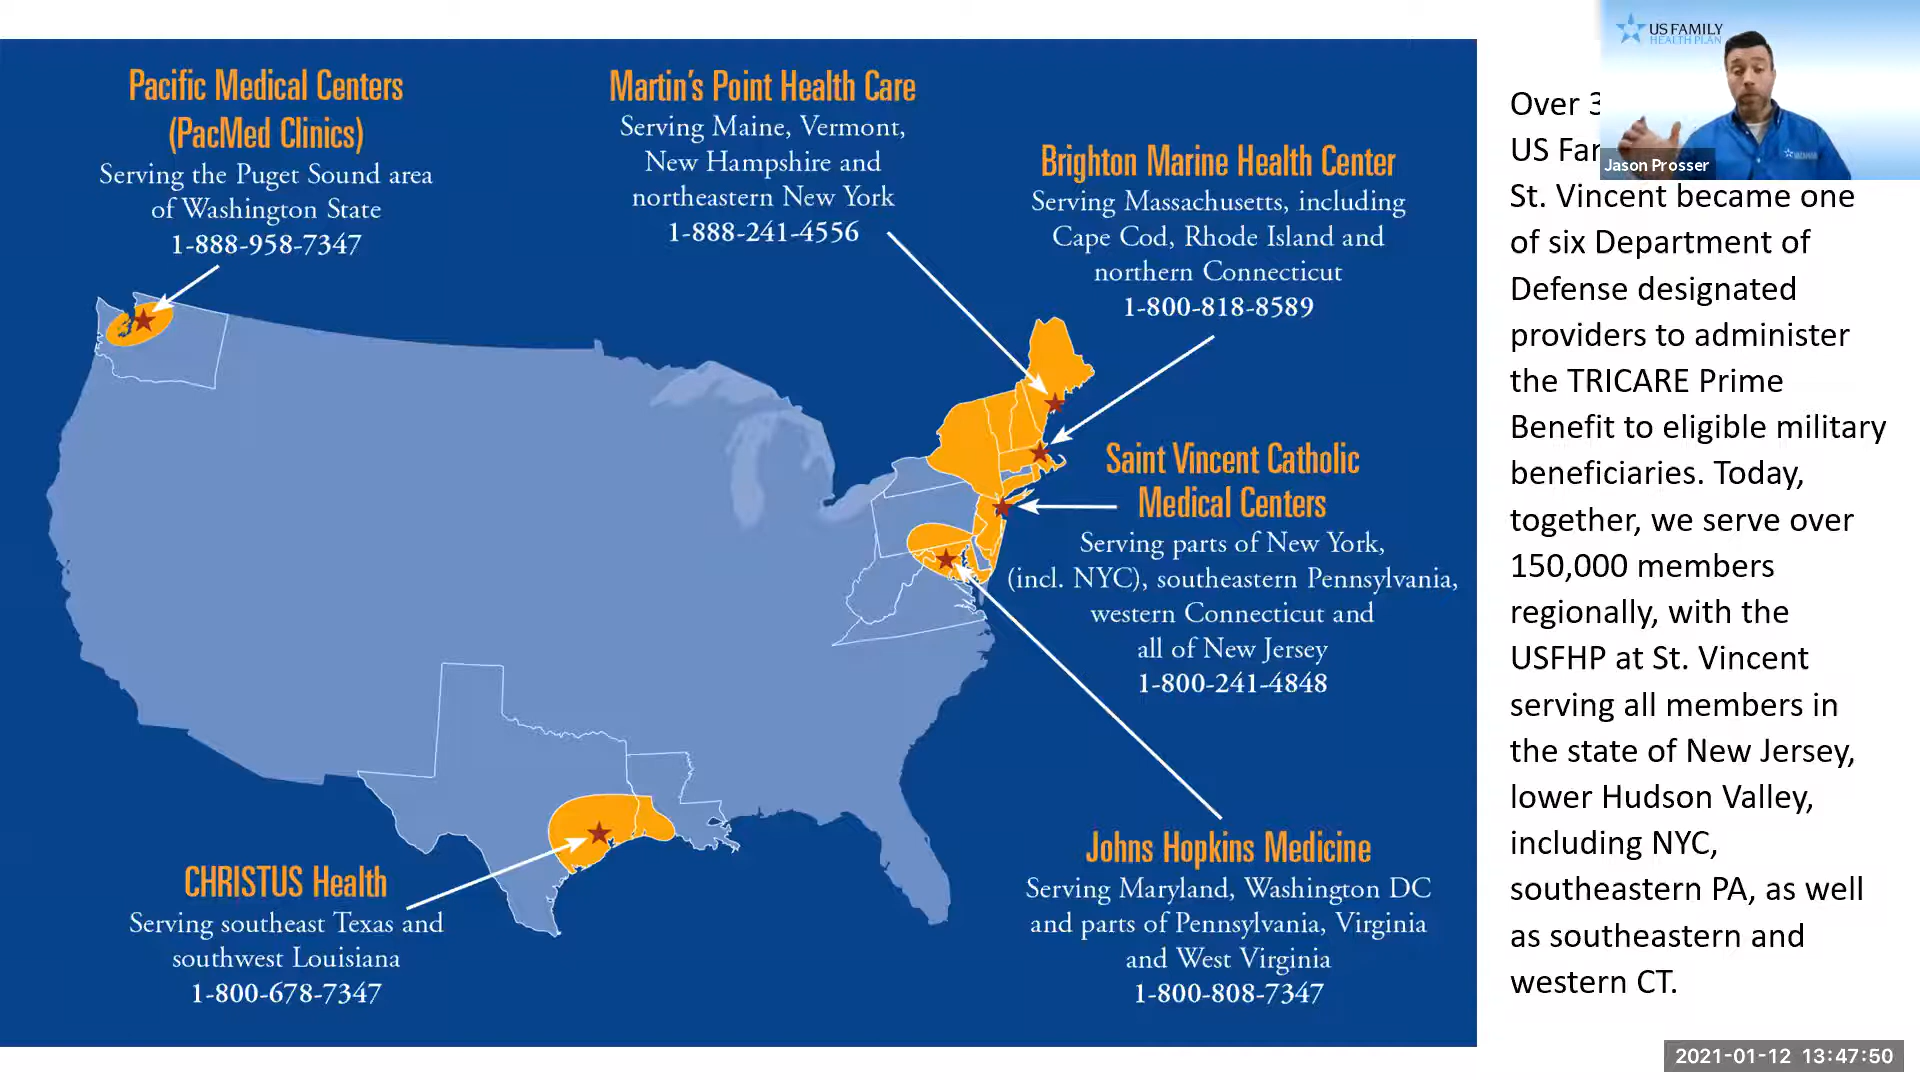 Pacific Medical Centers
(PacMed Clinics)
Serving the Puget Sound area
of Washington State
1-888-958-7347
Martin's Point Health Care
Serving Maine, Vermont,
New Hampshire and
northeastern New York
1-888-241-4556
Brighton Marine Health Center
Serving Massachusetts, including
Cape Cod, Rhode Island and
northern Connecticut
1-800-818-8589
Saint Vincent Catholic
Medical Centers
Serving parts of New York,
(incl. NYC), southeastern Pennsylvania,
western Connecticut and
all of New Jersey
1-800-241-4848
CHRISTUS Health
Serving southeast Texas and
southwest Louisiana
1-800-678-7347
Johns Hopkins Medicine
Serving Maryland, Washington DC
and parts of Pennsylvania, Virginia
and West Virginia
1-800-808-7347
US FAMILY
HEALTH PLAN
Jason Prosser
Over
US
St. Vincent became one
of six Department of
Defense designated
providers to administer
the TRICARE Prime
Benefit to eligible military
beneficiaries. Today,
together, we serve over
150,000 members
regionally, with the
USFHP at St. Vincent
serving all members in
the state of New Jersey,
lower Hudson Valley,
including NYC,
southeastern PA, as well
as southeastern and
western CT.
2021-01-12 13:47:50